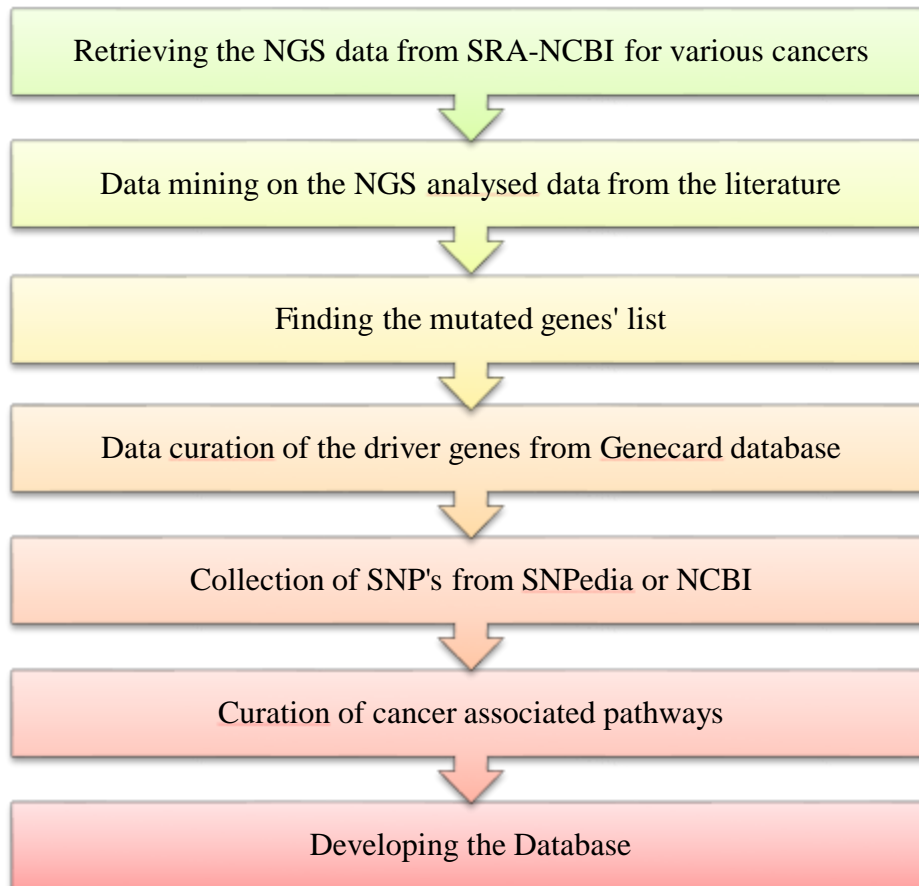 Retrieving the NGS data from SRA-NCBI for various cancers
Data mining on the NGS analysed data from the literature
Finding the mutated genes' list
Data curation of the driver genes from Genecard database
Collection of SNP's from SNPedia or NCBI
Curation of cancer associated pathways
Developing the Database